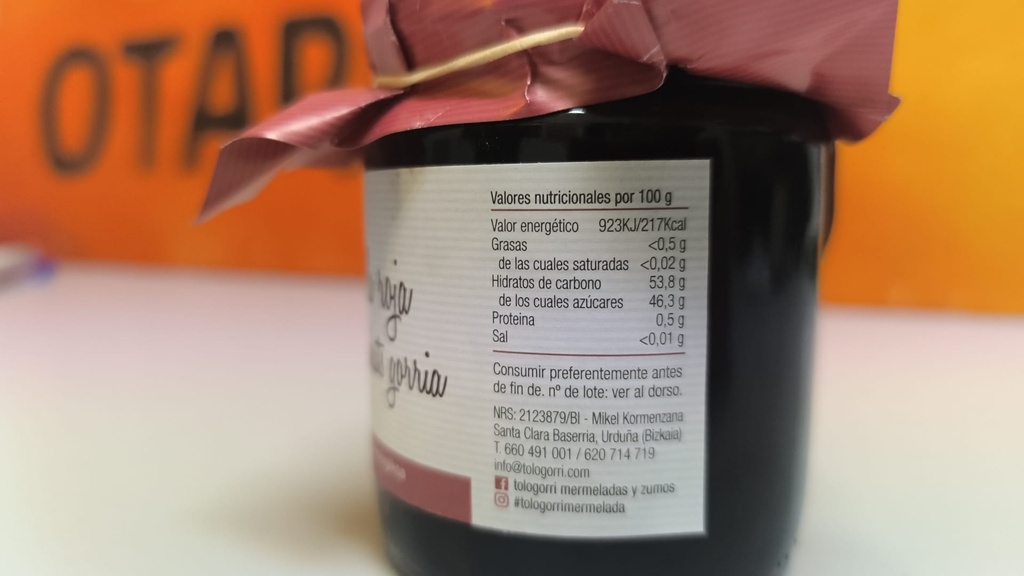 OTAR
roja
gorria
Valores nutricionales por 100 g
Valor energético 923KJ/217Kcal
Grasas <0,5 g
de las cuales saturadas <0,02 g
Hidratos de carbono 53,8 g
de los cuales azúcares 46,3 g
Proteina 0,5 g
Sal <0,01 g
Consumir preferentemente antes
de fin de. nº de lote: ver al dorso.
NRS: 2123879/BI - Mikel Kormenzana
Santa Clara Baserria, Urduña (Bizkaia)
T. 660 491 001 / 620 714 719
info@tologorri.com
tologorri mermeladas y zumos
#tologorrimermelada